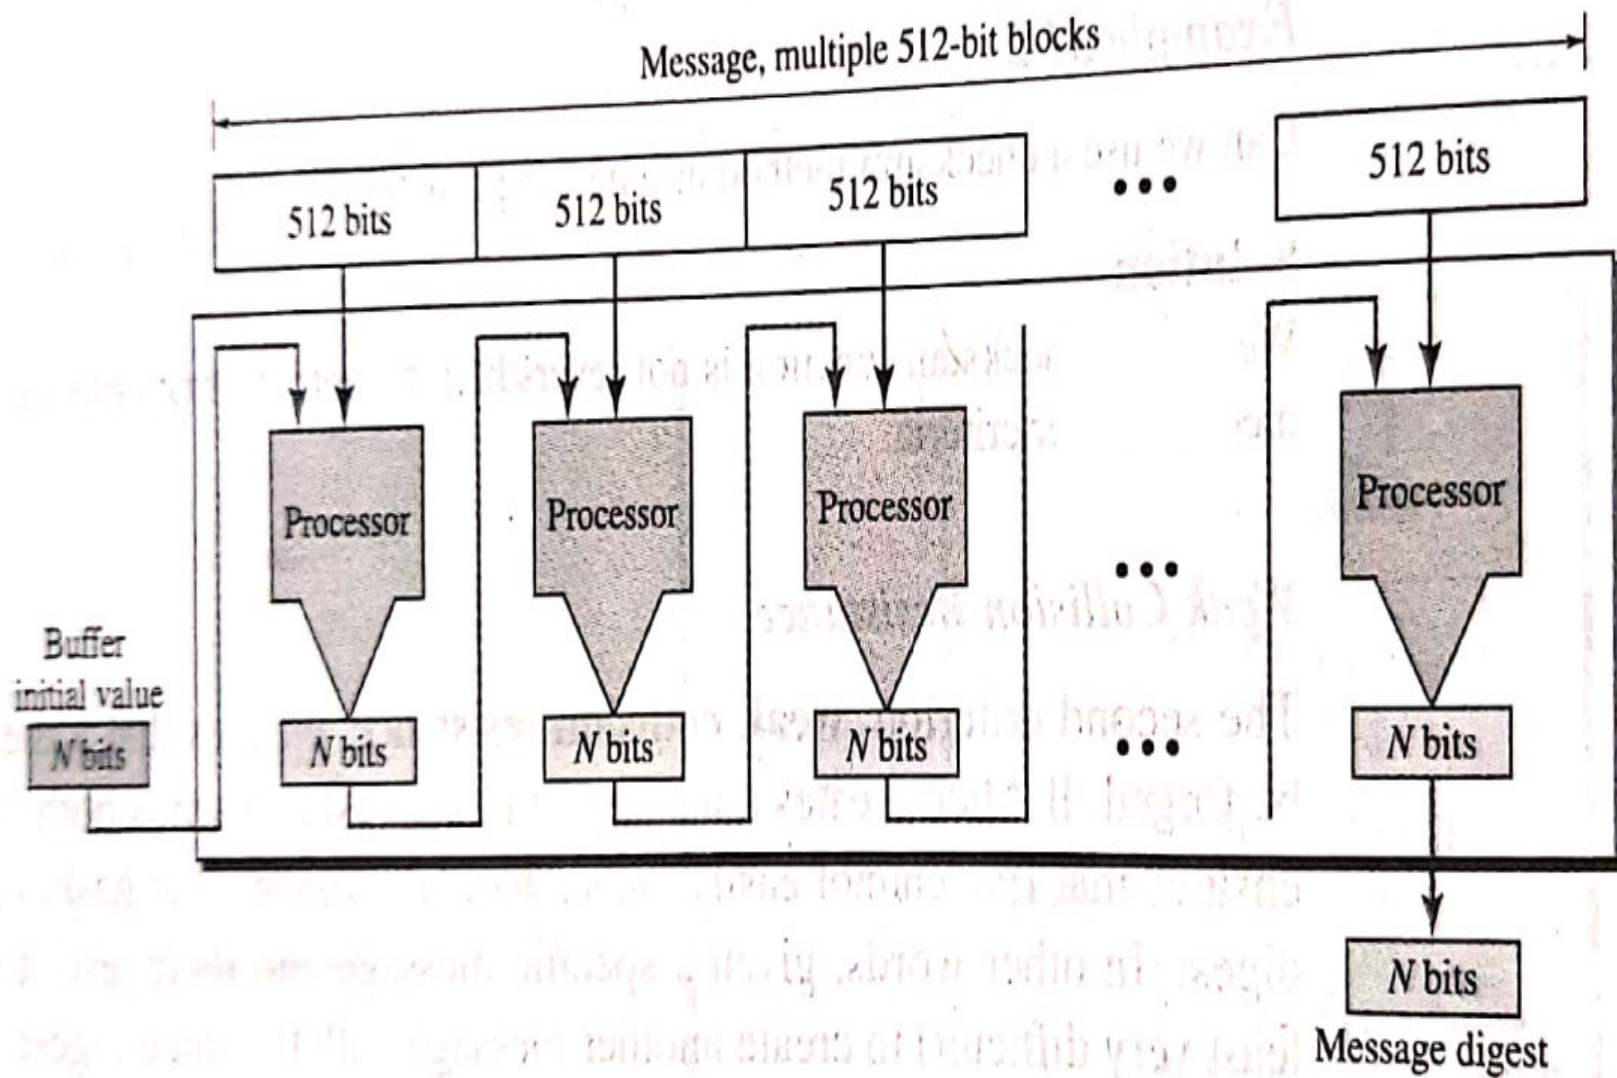 Message, multiple 512-bit blocks
512 bits
512 bits
512 bits
...
512 bits
Processor
Processor
Processor
...
Processor
Buffer
initial value
N bits
N bits
N bits
N bits
...
N bits
N bits
Message digest